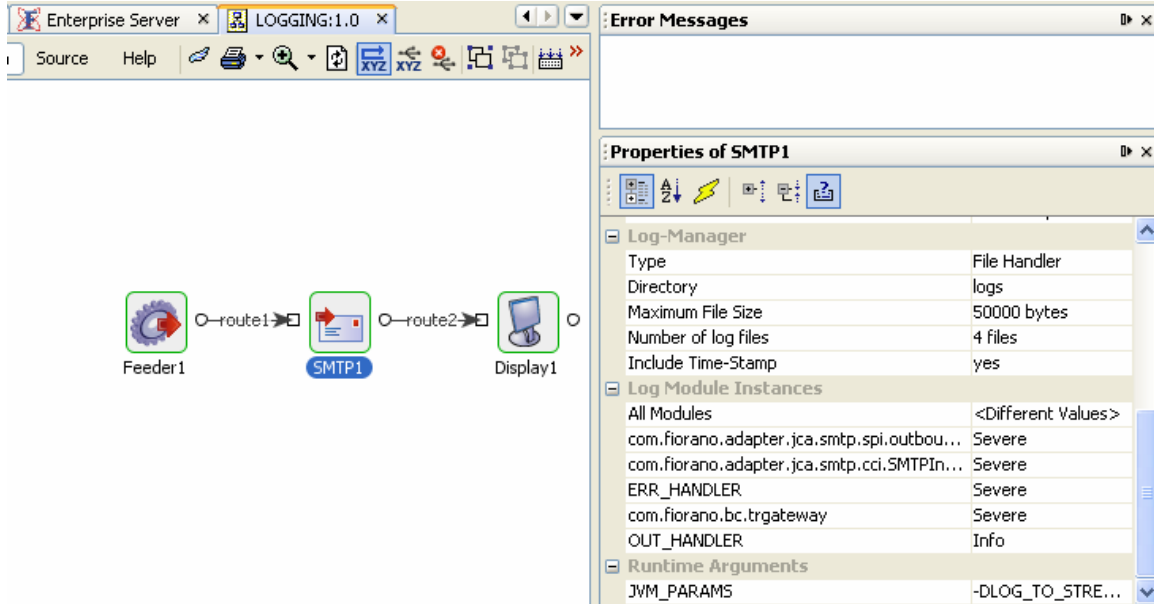 Enterprise Server
LOGGING:1.0
Source Help
XYZ XYZ
route1
route2
Feeder1
SMTP1
Display1
Error Messages
Properties of SMTP1
Log-Manager
Type File Handler
Directory logs
Maximum File Size 50000 bytes
Number of log files 4 files
Include Time-Stamp yes
Log Module Instances
All Modules <Different Values>
com.fiorano.adapter.jca.smtp.spi.outbou... Severe
com.fiorano.adapter.jca.smtp.cci.SMTPIn... Severe
ERR_HANDLER Severe
com.fiorano.bc.trgateway Severe
OUT_HANDLER Info
Runtime Arguments
JVM_PARAMS -DLOG_TO_STRE...